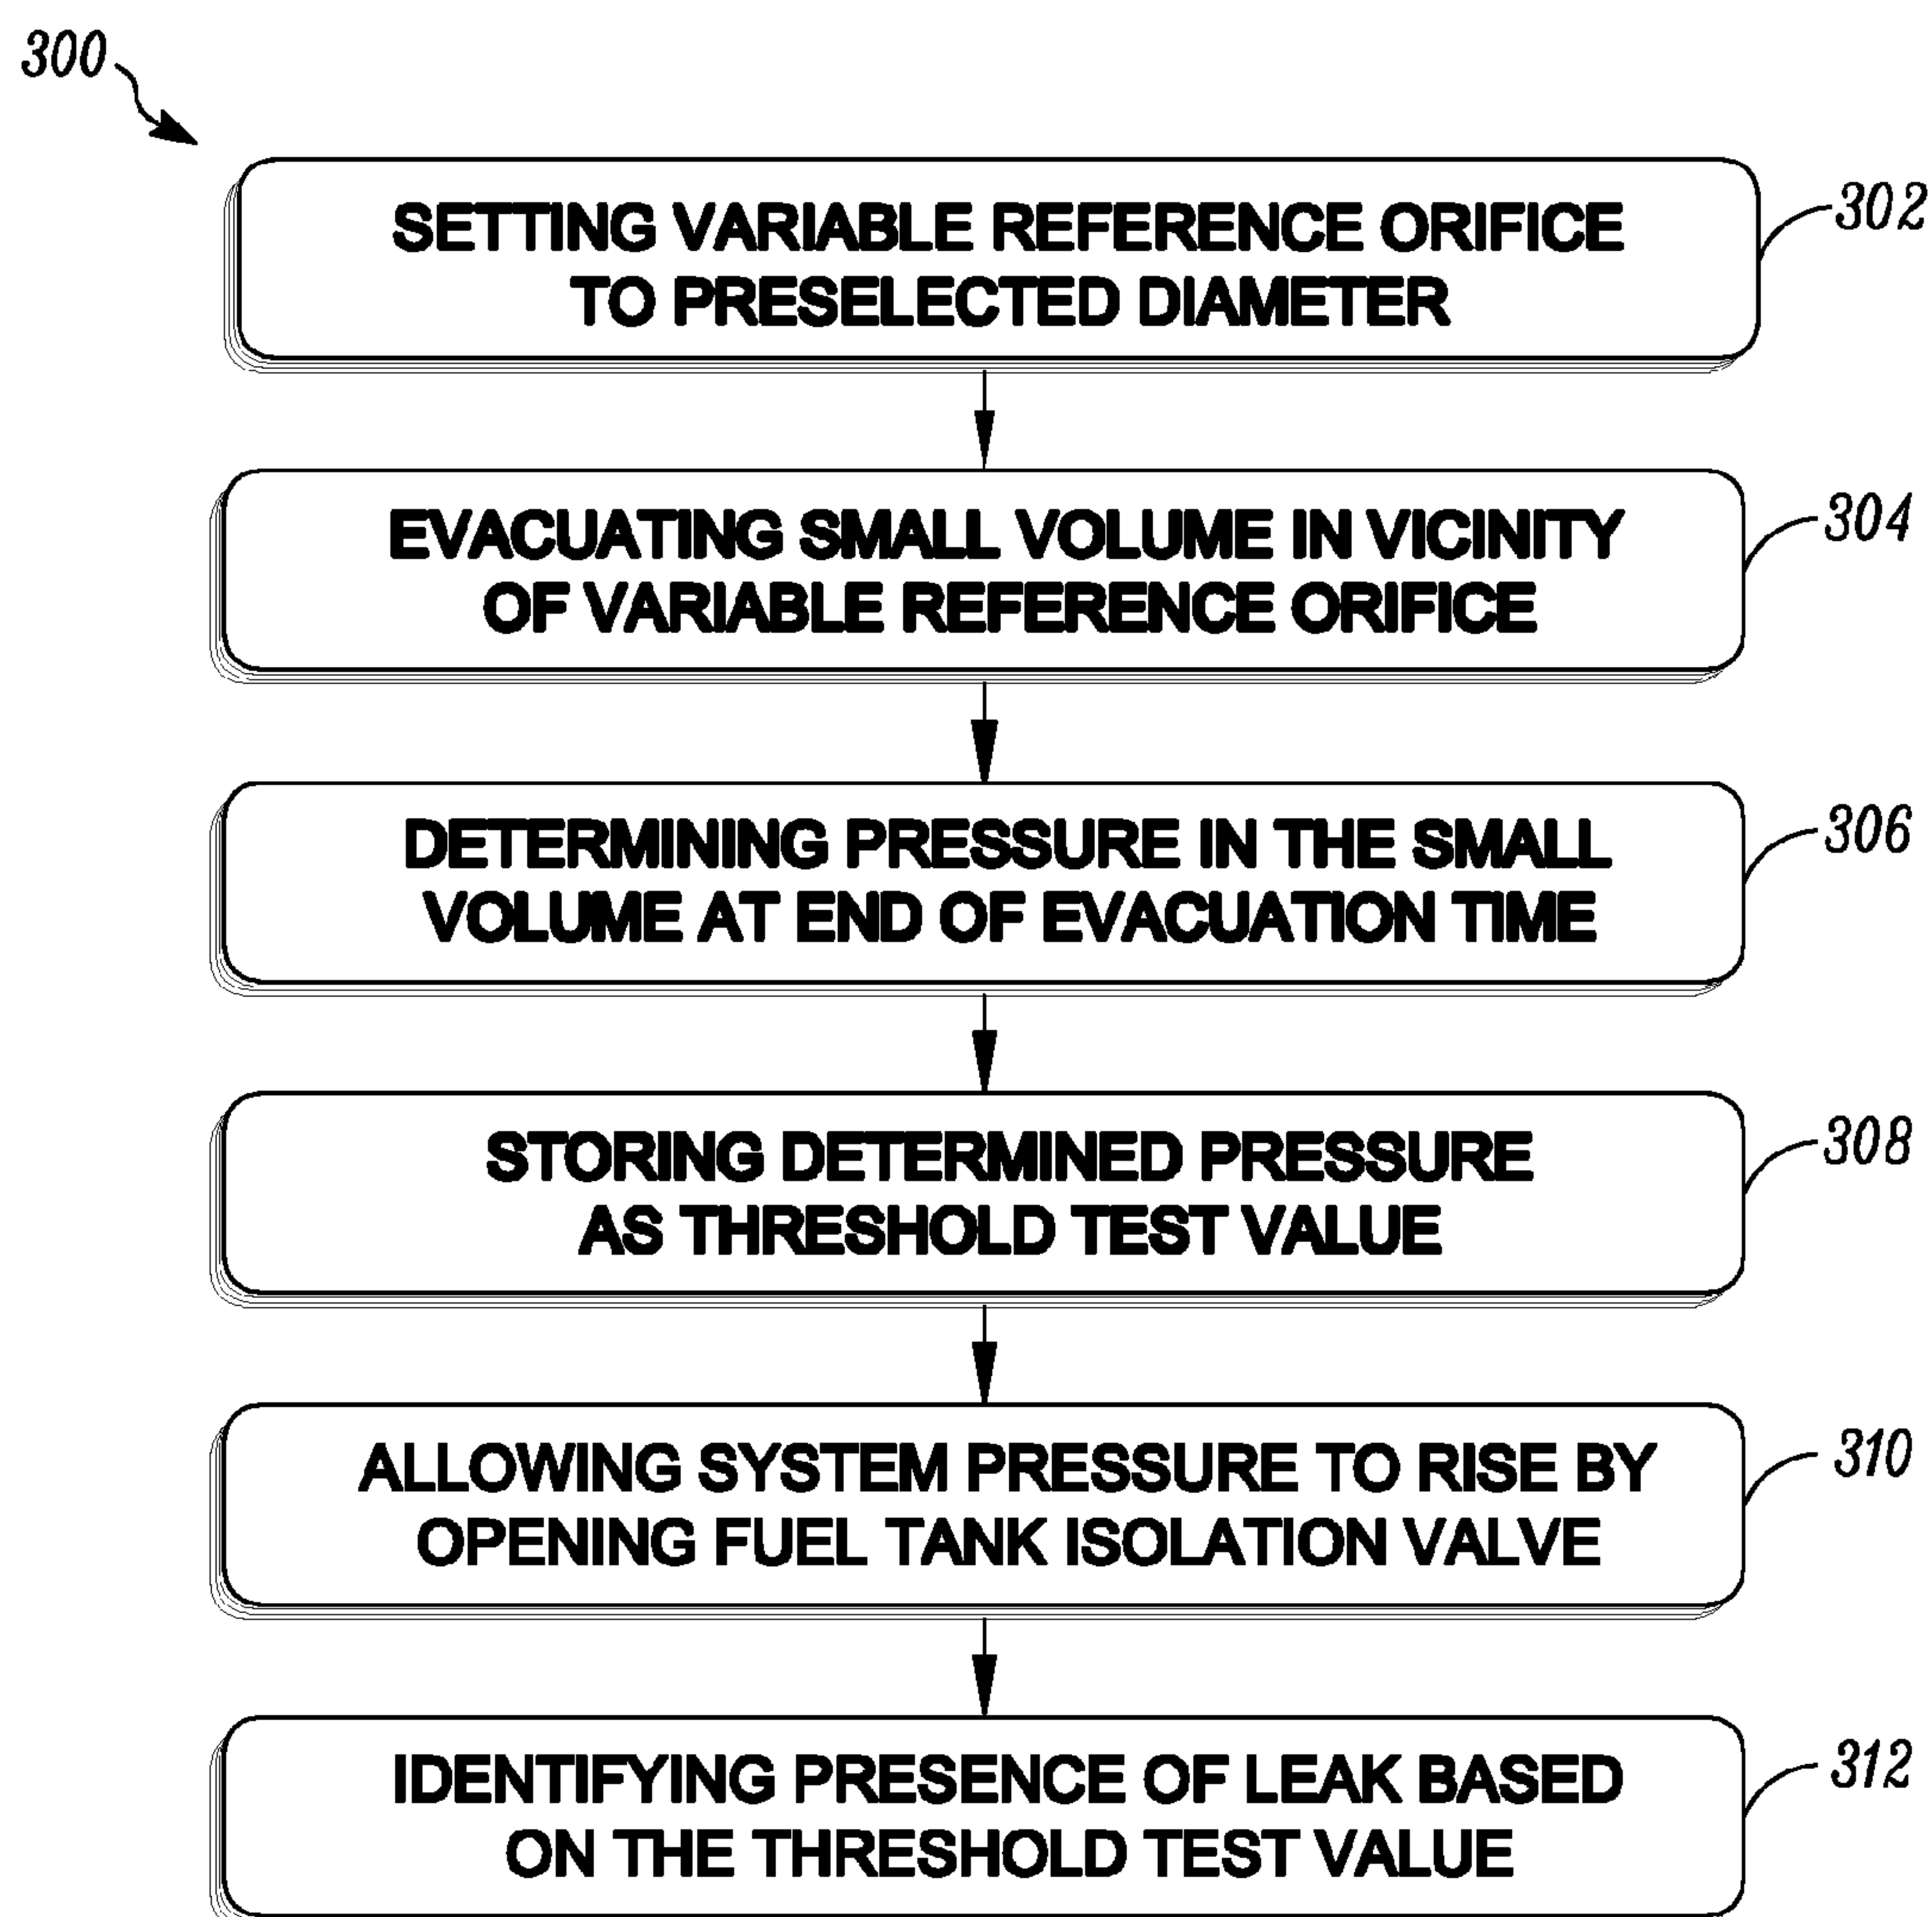 300
SETTING VARIABLE REFERENCE ORIFICE
TO PRESELECTED DIAMETER
302
EVACUATING SMALL VOLUME IN VICINITY
OF VARIABLE REFERENCE ORIFICE
304
DETERMINING PRESSURE IN THE SMALL
VOLUME AT END OF EVACUATION TIME
306
STORING DETERMINED PRESSURE
AS THRESHOLD TEST VALUE
308
ALLOWING SYSTEM PRESSURE TO RISE BY
OPENING FUEL TANK ISOLATION VALVE
310
IDENTIFYING PRESENCE OF LEAK BASED
ON THE THRESHOLD TEST VALUE
312